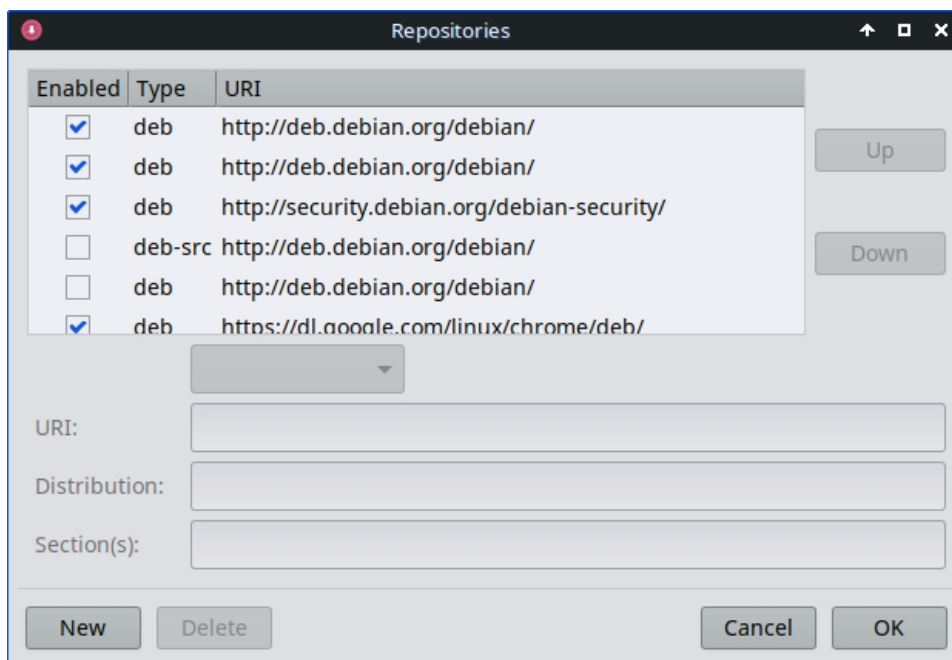 Repositories
Enabled Type URI
deb http://deb.debian.org/debian/
deb http://deb.debian.org/debian/
deb http://security.debian.org/debian-security/
deb-src http://deb.debian.org/debian/
deb http://deb.debian.org/debian/
deb https://dl.google.com/linux/chrome/deb/
Up
Down
URI:
Distribution:
Section(s):
New Delete Cancel OK